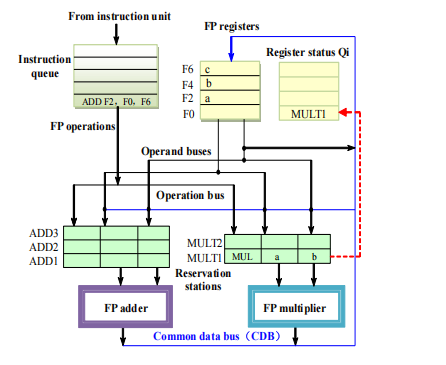 From instruction unit
FP registers
Instruction
queue
Register status Qi
F6 c
F4 b
F2 a
F0
ADD F2，F0，F6
MULT1
FP operations
Operand buses
Operation bus
ADD3
ADD2
ADD1
MULT2
MULT1 MUL a b
Reservation
stations
FP adder
FP multiplier
Common data bus（CDB）